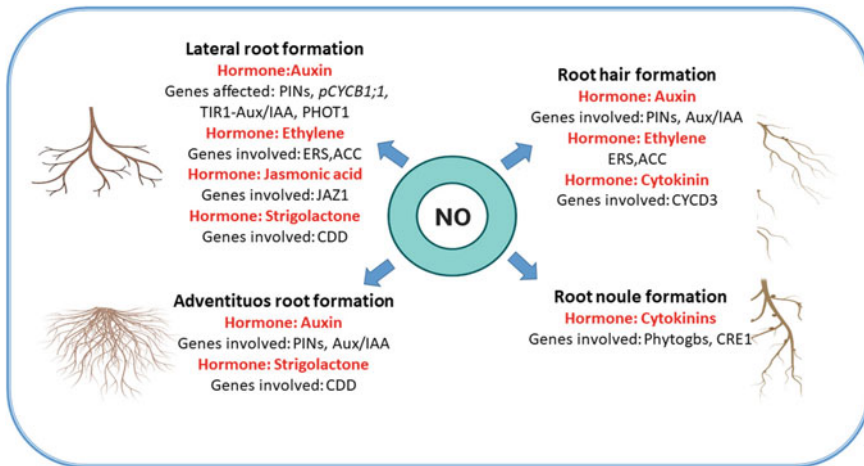 Lateral root formation
Hormone:Auxin
Genes affected: PINs, pCYCB1;1,
TIR1-Aux/IAA, PHOT1
Hormone: Ethylene
Genes involved: ERS,ACC
Hormone: Jasmonic acid
Genes involved: JAZ1
Hormone: Strigolactone
Genes involved: CDD
Root hair formation
Hormone: Auxin
Genes involved: PINs, Aux/IAA
Hormone: Ethylene
ERS,ACC
Hormone: Cytokinin
Genes involved: CYCD3
NO
Adventituos root formation
Hormone: Auxin
Genes involved: PINs, Aux/IAA
Hormone: Strigolactone
Genes involved: CDD
Root noule formation
Hormone: Cytokinins
Genes involved: Phytogbs, CRE1